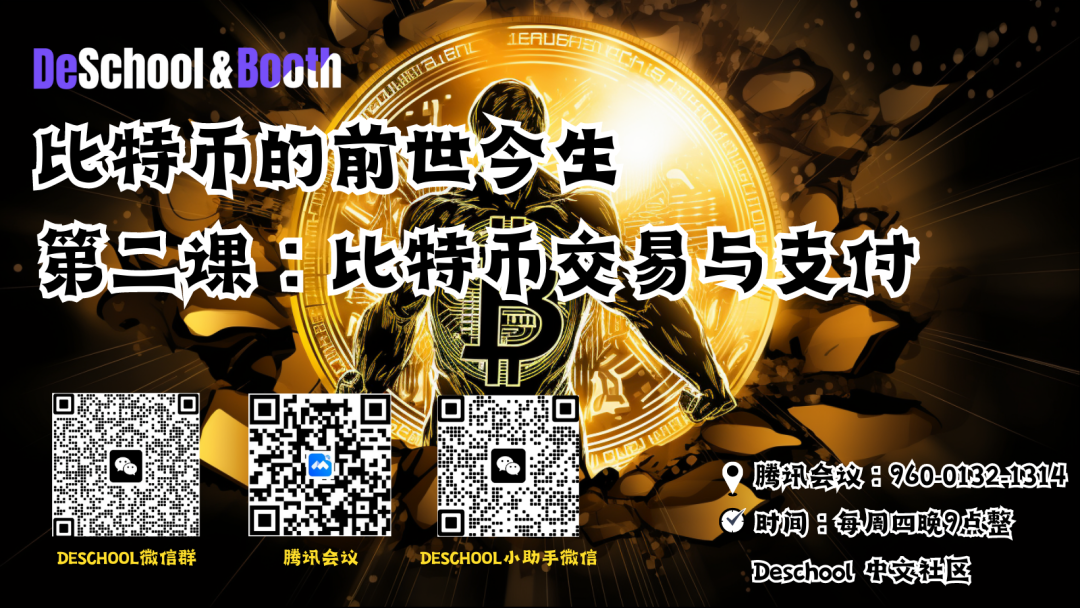 DeSchool & Booth
比特币的前世今生
第二课：比特币交易与支付
DESCHOOL微信群
腾讯会议
DESCHOOL小助手微信
腾讯会议：960-0132-1314
时间：每周四晚9点整
Deschool 中文社区